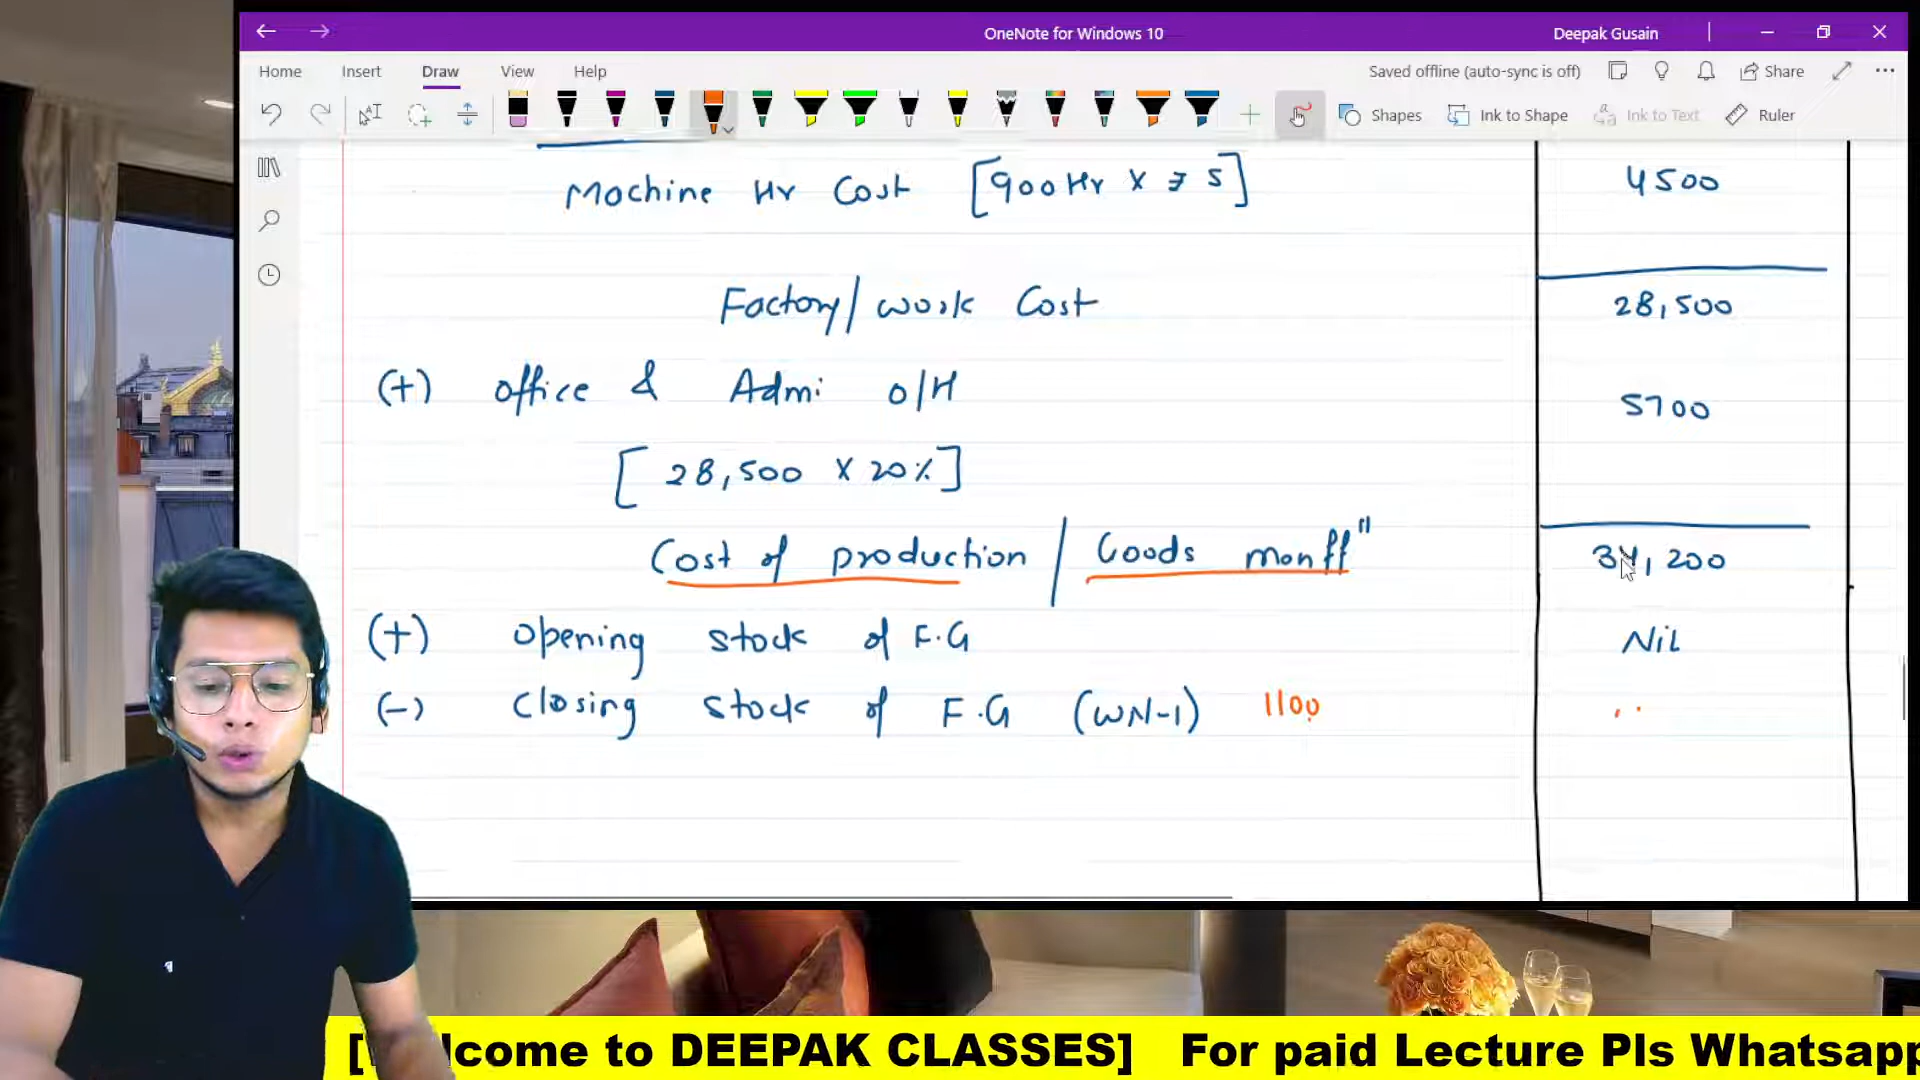 OneNote for Windows 10
Deepak Gusain
Home Insert Draw View Help
Saved offline (auto-sync is off)
Share
Shapes
Ink to Shape
Ink to Text
Ruler
Machine Hr Cost [900 Hr X ₹ 5] 4500
Factory/work Cost 28,500
(+) office & Admi: O/H 5700
[28,500 X 20%]
Cost of production / Goods manff" 34,200
(+) opening stock of F.G Nil
(-) closing stock of F.G (WN-1) 1100
lcome to DEEPAK CLASSES] For paid Lecture Pls Whatsapp